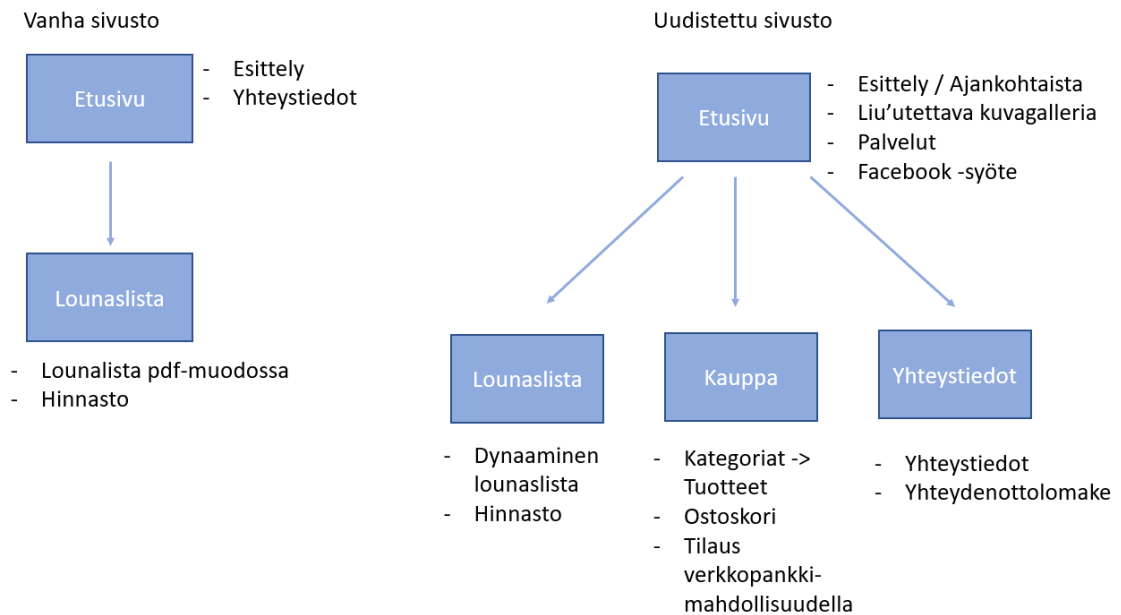 Vanha sivusto
Etusivu
- Esittely
- Yhteystiedot
Lounaslista
- Lounalista pdf-muodossa
- Hinnasto
Uudistettu sivusto
Etusivu
- Esittely / Ajankohtaista
- Liu’utettava kuvagalleria
- Palvelut
- Facebook -syöte
Lounaslista
- Dynaaminen
lounaslista
- Hinnasto
Kauppa
- Kategoriat ->
Tuotteet
- Ostoskori
- Tilaus
verkkopankki-
mahdollisuudella
Yhteystiedot
- Yhteystiedot
- Yhteydenottolomake